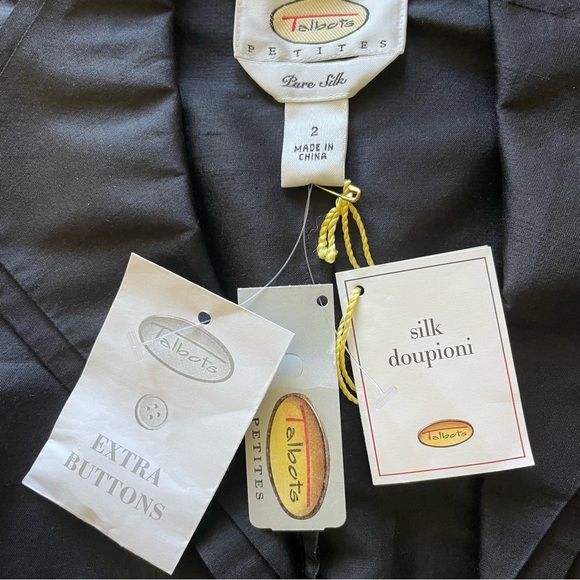 Talbots
PETITES
Pure Silk
2
MADE IN
CHINA
Talbots
EXTRA
BUTTONS
Talbots
PETITES
silk
doupioni
Talbots